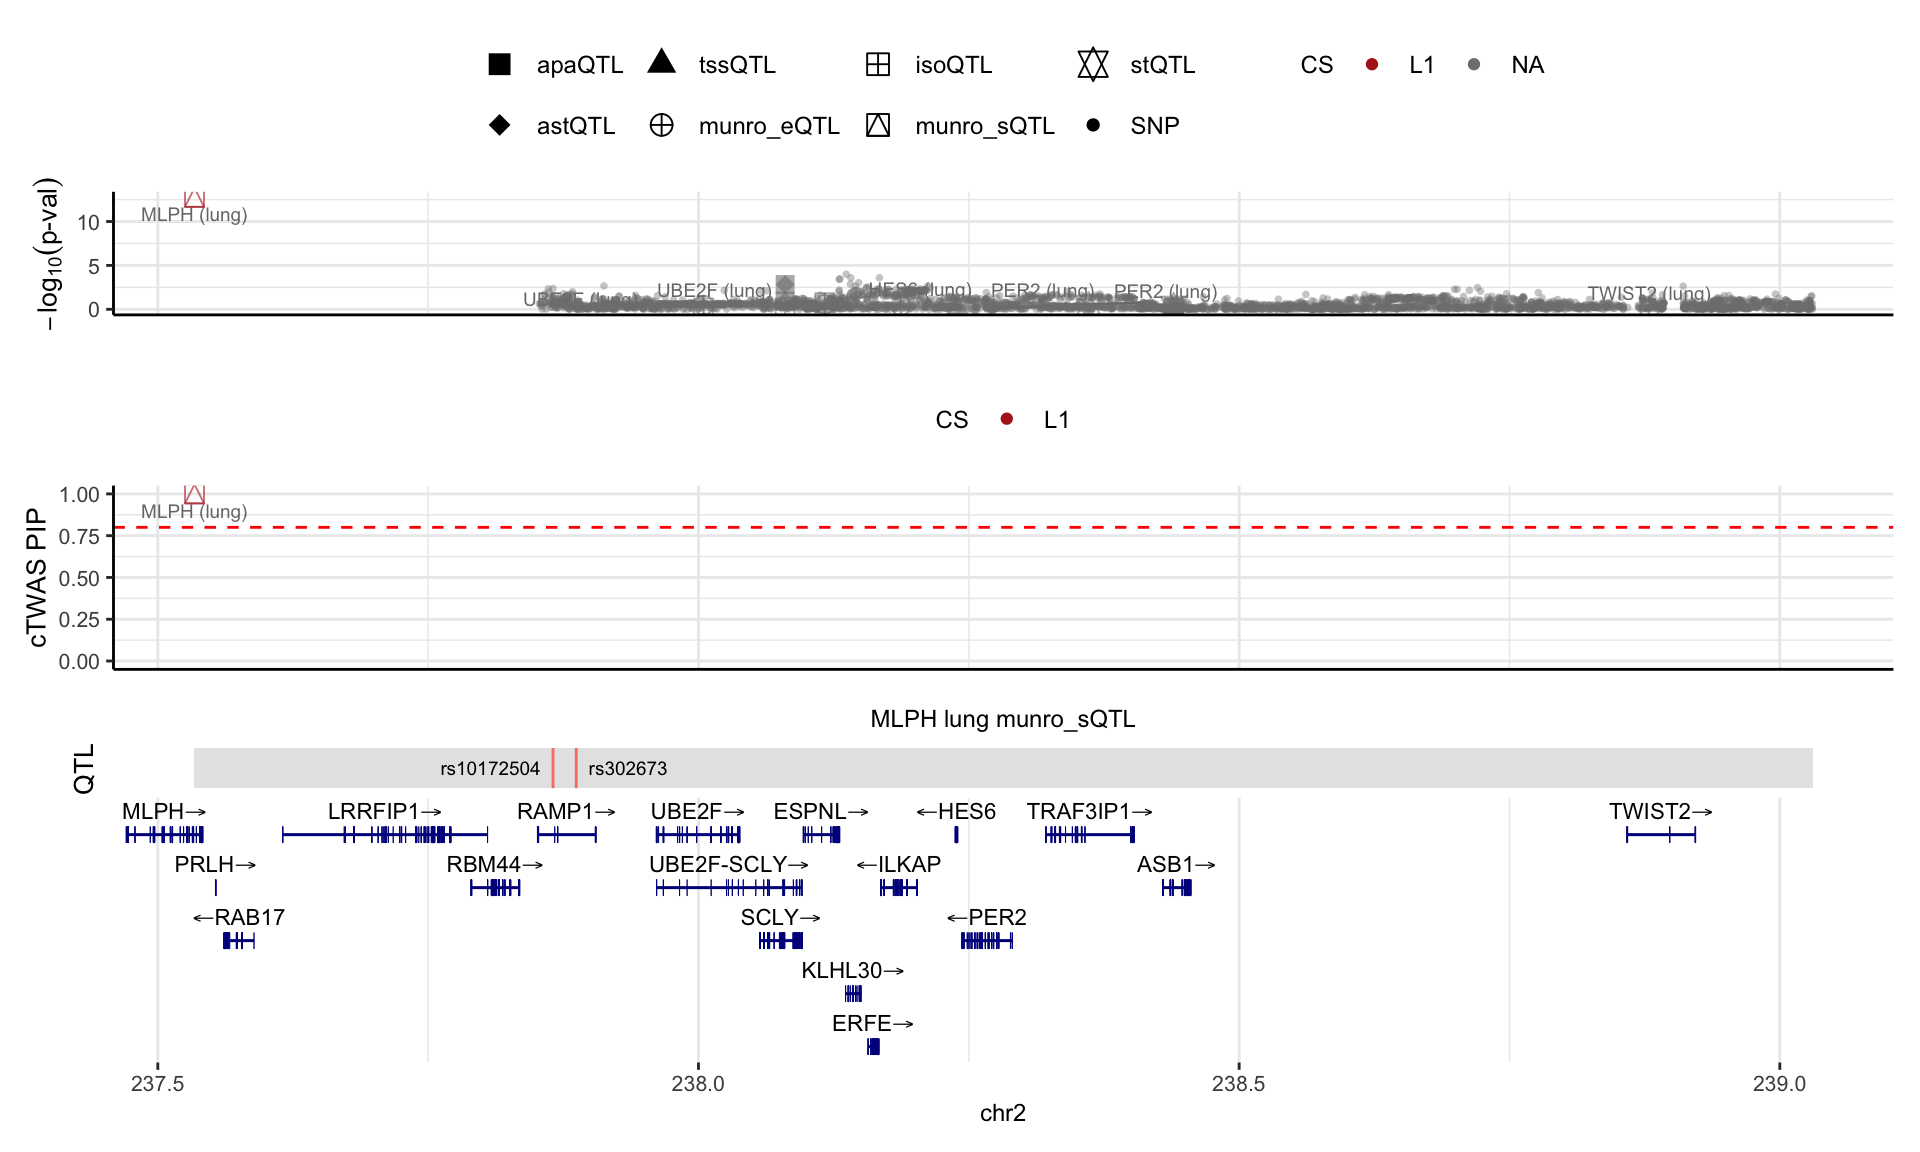 apaQTL tssQTL isoQTL stQTL CS L1 NA
astQTL munro_eQTL munro_sQTL SNP
−log10(p-val)
10
5
0
MLPH (lung)
UBE2F (lung)
UBE2F (lung)
HES6 (lung)
PER2 (lung)
PER2 (lung)
TWIST2 (lung)
CS L1
cTWAS PIP
1.00
0.75
0.50
0.25
0.00
MLPH (lung)
MLPH lung munro_sQTL
QTL
rs10172504 rs302673
MLPH→ LRRFIP1→ RAMP1→ UBE2F→ ESPNL→ ←HES6 TRAF3IP1→ TWIST2→
PRLH→ RBM44→ UBE2F-SCLY→ ←ILKAP ASB1→
←RAB17 SCLY→ ←PER2
KLHL30→
ERFE→
237.5 238.0 238.5 239.0
chr2